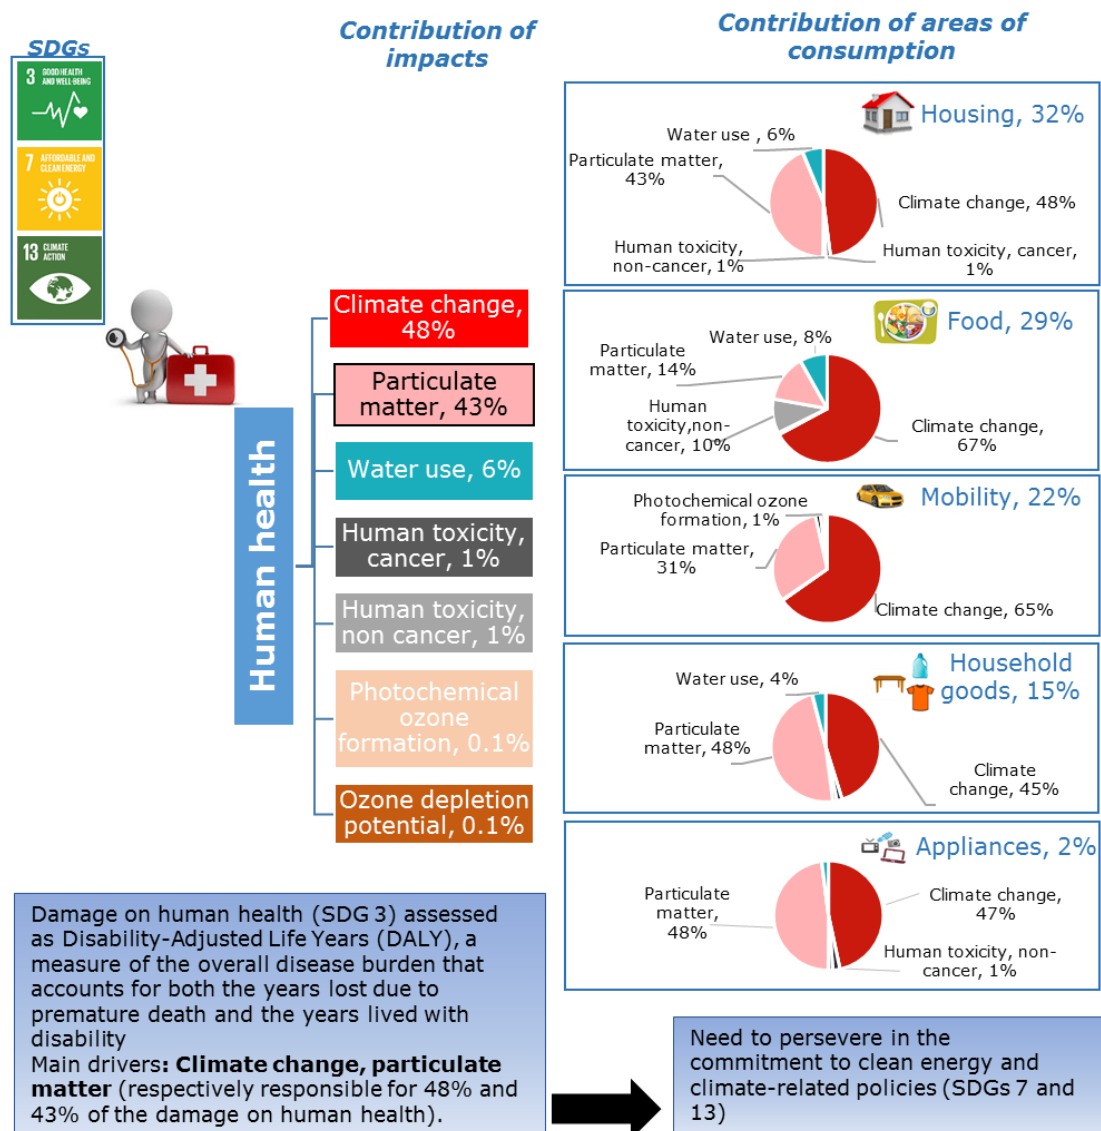 SDGs
3 GOOD HEALTH
AND WELL-BEING
7 AFFORDABLE AND
CLEAN ENERGY
13 CLIMATE
ACTION
Contribution of
impacts
Human health
Climate change,
48%
Particulate
matter, 43%
Water use, 6%
Human toxicity,
cancer, 1%
Human toxicity,
non cancer, 1%
Photochemical
ozone
formation, 0.1%
Ozone depletion
potential, 0.1%
Contribution of areas of
consumption
Housing, 32%
Water use , 6%
Particulate matter,
43%
Climate change, 48%
Human toxicity,
non-cancer, 1%
Human toxicity, cancer,
1%
Food, 29%
Water use, 8%
Particulate
matter, 14%
Human
toxicity,non-
cancer, 10%
Climate change,
67%
Mobility, 22%
Photochemical ozone
formation, 1%
Particulate matter,
31%
Climate change, 65%
Household
goods, 15%
Water use, 4%
Particulate
matter, 48%
Climate
change, 45%
Appliances, 2%
Particulate
matter,
48%
Climate change,
47%
Human toxicity, non-
cancer, 1%
Damage on human health (SDG 3) assessed
as Disability-Adjusted Life Years (DALY), a
measure of the overall disease burden that
accounts for both the years lost due to
premature death and the years lived with
disability
Main drivers: Climate change, particulate
matter (respectively responsible for 48% and
43% of the damage on human health).
Need to persevere in the
commitment to clean energy and
climate-related policies (SDGs 7 and
13)